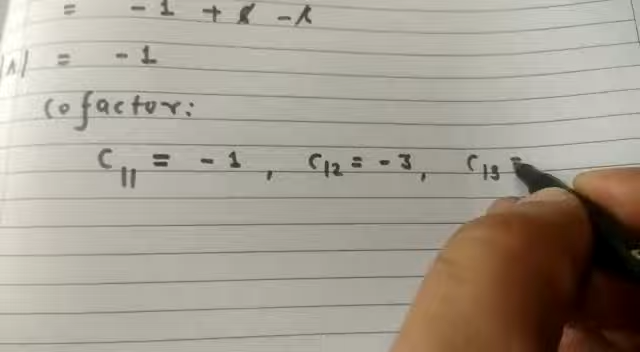 = -1 + 8 - 8
|A| = -1
Cofactor:
C11 = -1, C12 = -3, C13 =